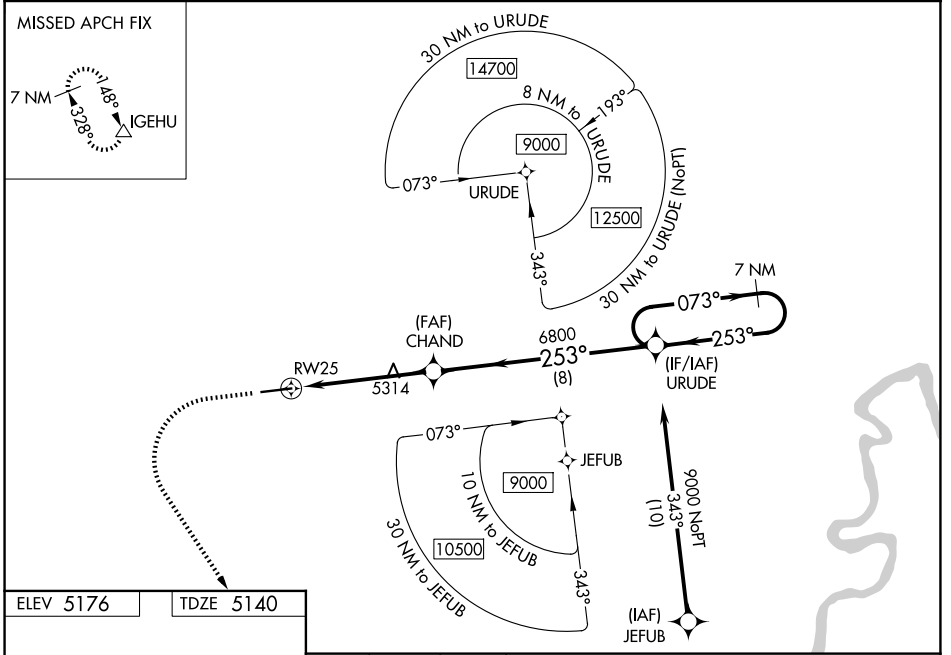 MISSED APCH FIX
7 NM
148°
328°
IGEHU
30 NM to URUDE
14700
8 NM to URUDE
193°
9000
073°
URUDE
12500
30 NM to URUDE (NoPT)
343°
7 NM
073°
253°
(IF/IAF)
URUDE
6800
253°
(8)
(FAF)
CHAND
RW25
5314
073°
JEFUB
9000
10 NM to JEFUB
10500
30 NM to JEFUB
343°
9000 NoPT
343°
(10)
(IAF)
JEFUB
ELEV 5176
TDZE 5140